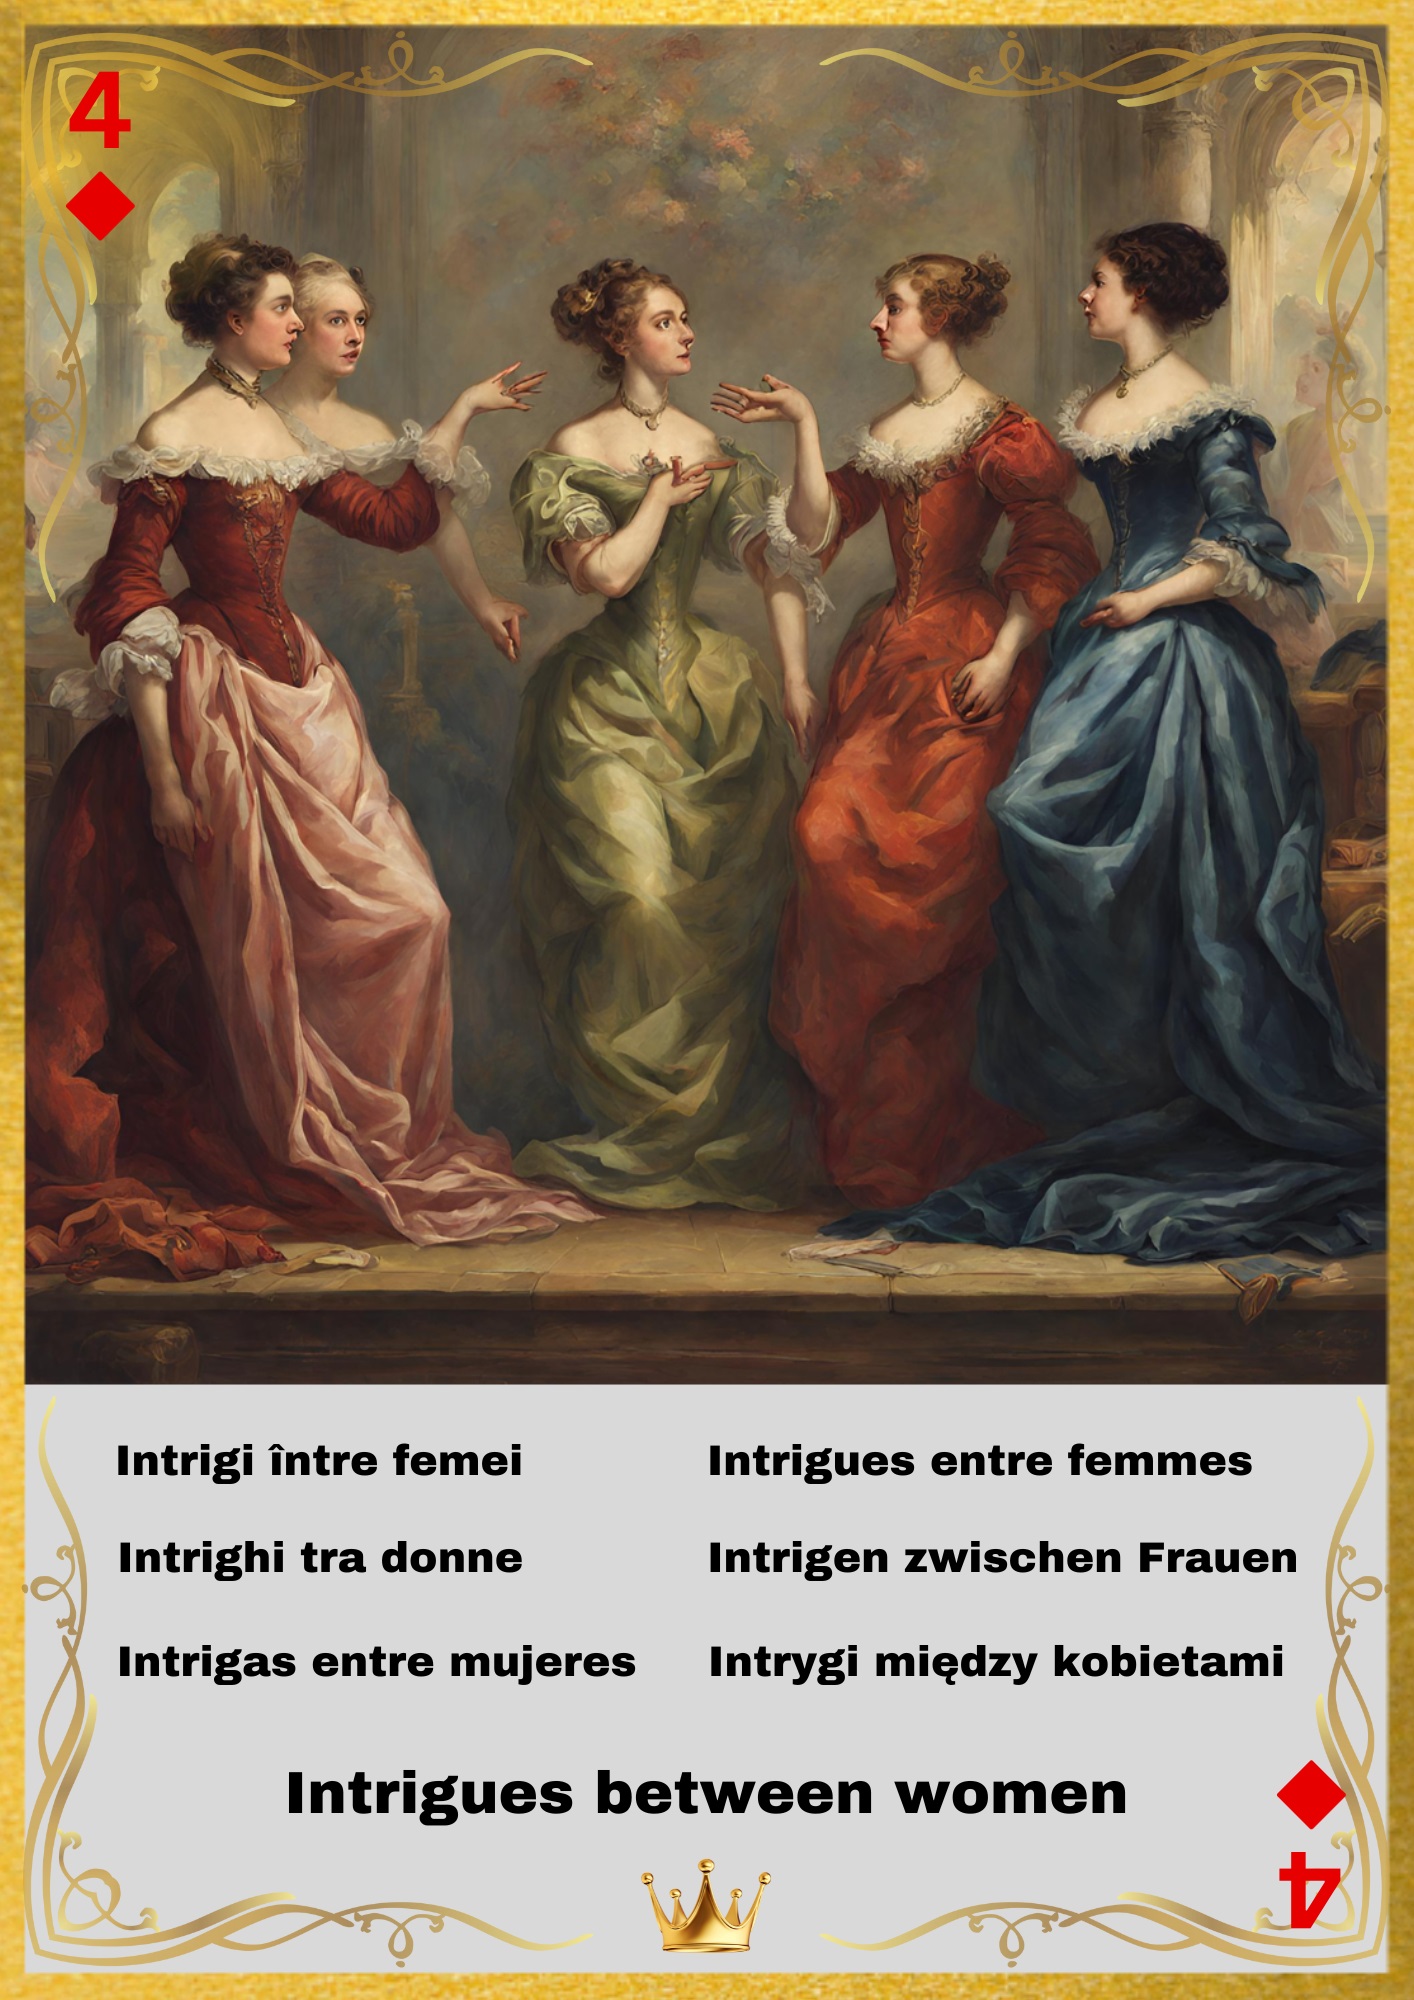 4
Intrigi între femei
Intrigues entre femmes
Intrighi tra donne
Intrigen zwischen Frauen
Intrigas entre mujeres
Intrygi między kobietami
Intrigues between women
4